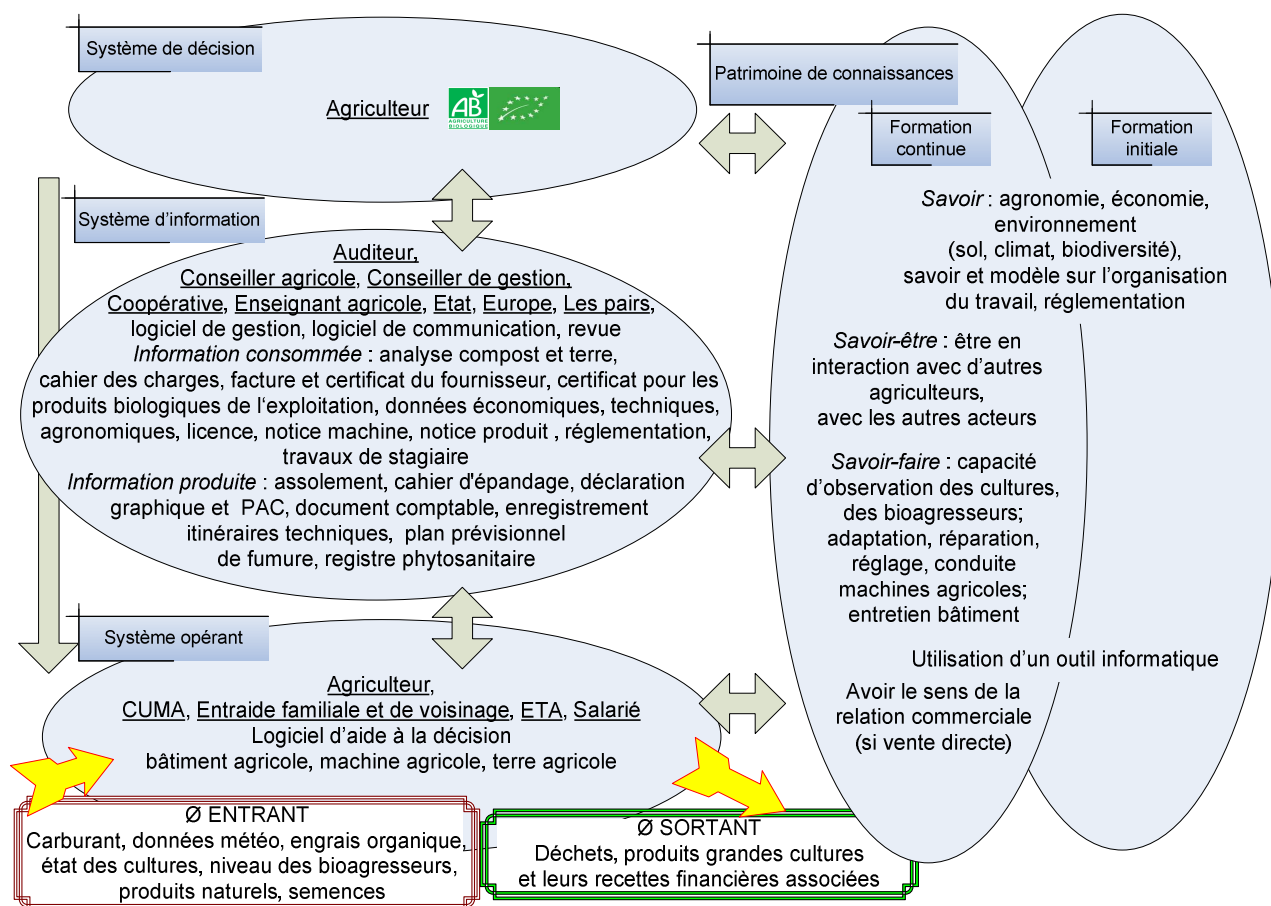 Système de décision
Agriculteur
AB
AGRICULTURE
BIOLOGIQUE
Patrimoine de connaissances
Formation
continue
Formation
initiale
Système d'information
Auditeur,
Conseiller agricole, Conseiller de gestion,
Coopérative, Enseignant agricole, Etat, Europe, Les pairs,
logiciel de gestion, logiciel de communication, revue
Information consommée : analyse compost et terre,
cahier des charges, facture et certificat du fournisseur, certificat pour les
produits biologiques de l'exploitation, données économiques, techniques,
agronomiques, licence, notice machine, notice produit , réglementation,
travaux de stagiaire
Information produite : assolement, cahier d'épandage, déclaration
graphique et PAC, document comptable, enregistrement
itinéraires techniques, plan prévisionnel
de fumure, registre phytosanitaire
Savoir : agronomie, économie,
environnement
(sol, climat, biodiversité),
savoir et modèle sur l'organisation
du travail, réglementation
Savoir-être : être en
interaction avec d'autres
agriculteurs,
avec les autres acteurs
Savoir-faire : capacité
d'observation des cultures,
des bioagresseurs;
adaptation, réparation,
réglage, conduite
machines agricoles;
entretien bâtiment
Utilisation d'un outil informatique
Avoir le sens de la
relation commerciale
(si vente directe)
Système opérant
Agriculteur,
CUMA, Entraide familiale et de voisinage, ETA, Salarié
Logiciel d'aide à la décision
bâtiment agricole, machine agricole, terre agricole
Ø ENTRANT
Carburant, données météo, engrais organique,
état des cultures, niveau des bioagresseurs,
produits naturels, semences
Ø SORTANT
Déchets, produits grandes cultures
et leurs recettes financières associées